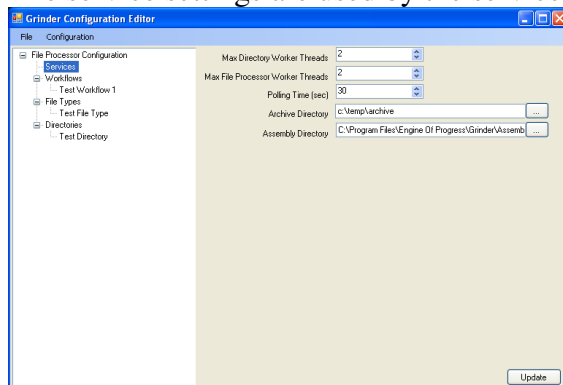 Grinder Configuration Editor
File Configuration
File Processor Configuration
Services
Workflows
Test Workflow 1
File Types
Test File Type
Directories
Test Directory
Max Directory Worker Threads 2
Max File Processor Worker Threads 2
Polling Time (sec) 30
Archive Directory c:\temp\archive ...
Assembly Directory C:\Program Files\Engine Of Progress\Grinder\Assemb ...
Update